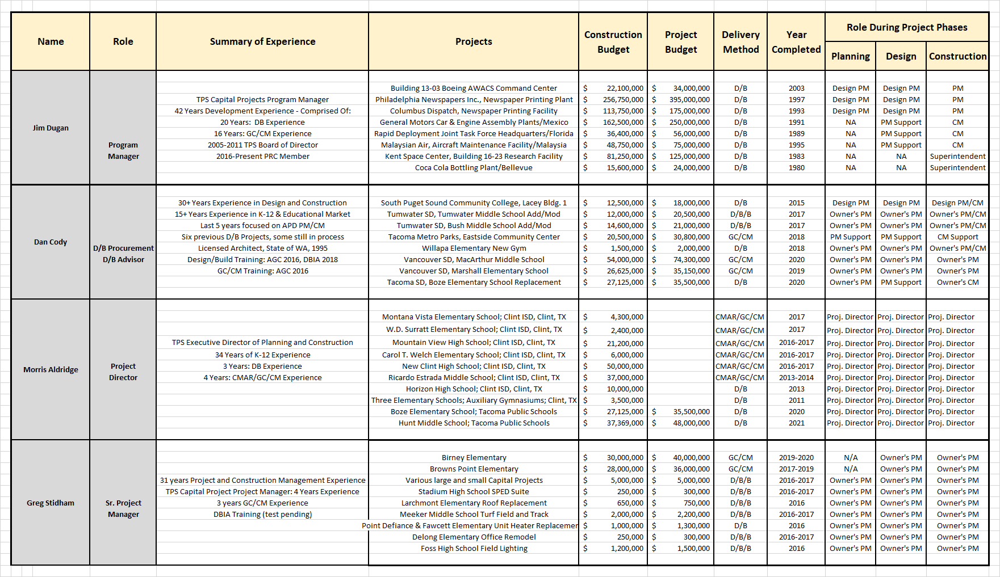 Name Role Summary of Experience Projects Construction Budget Project Budget Delivery Method Year Completed Role During Project Phases
Planning Design Construction
Jim Dugan
Program Manager
TPS Capital Projects Program Manager
42 Years Development Experience - Comprised Of:
20 Years:  DB Experience
16 Years: GC/CM Experience
2005-2011 TPS Board of Director
2016-Present PRC Member
Building 13-03 Boeing AWACS Command Center $ 22,100,000 $ 34,000,000 D/B 2003 Design PM Design PM PM
Philadelphia Newspapers Inc., Newspaper Printing Plant $ 256,750,000 $ 395,000,000 D/B 1997 Design PM Design PM PM
Columbus Dispatch, Newspaper Printing Facility $ 113,750,000 $ 175,000,000 D/B 1993 Design PM Design PM PM
General Motors Car & Engine Assembly Plants/Mexico $ 162,500,000 $ 250,000,000 D/B 1991 NA PM Support CM
Rapid Deployment Joint Task Force Headquarters/Florida $ 36,400,000 $ 56,000,000 D/B 1989 NA PM Support CM
Malaysian Air, Aircraft Maintenance Facility/Malaysia $ 48,750,000 $ 75,000,000 D/B 1995 NA PM Support CM
Kent Space Center, Building 16-23 Research Facility $ 81,250,000 $ 125,000,000 D/B 1983 NA NA Superintendent
Coca Cola Bottling Plant/Bellevue $ 15,600,000 $ 24,000,000 D/B 1980 NA NA Superintendent
Dan Cody
D/B Procurement
D/B Advisor
30+ Years Experience in Design and Construction
15+ Years Experience in K-12 & Educational Market
Last 5 years focused on APD PM/CM
Six previous D/B Projects, some still in process
Licensed Architect, State of WA, 1995
Design/Build Training: AGC 2016, DBIA 2018
GC/CM Training: AGC 2016
South Puget Sound Community College, Lacey Bldg. 1 $ 12,500,000 $ 18,000,000 D/B 2015 Design PM Design PM Design PM/CM
Tumwater SD, Tumwater Middle School Add/Mod $ 12,000,000 $ 20,500,000 D/B/B 2017 Owner's PM Owner's PM Owner's PM/CM
Tumwater SD, Bush Middle School Add/Mod $ 14,600,000 $ 21,000,000 D/B/B 2017 Owner's PM Owner's PM Owner's PM/CM
Tacoma Metro Parks, Eastside Community Center $ 20,500,000 $ 30,800,000 GC/CM 2018 PM Support PM Support CM Support
Willapa Elementary New Gym $ 1,500,000 $ 2,000,000 D/B 2018 Owner's PM Owner's PM Owner's PM/CM
Vancouver SD, MacArthur Middle School $ 54,000,000 $ 74,300,000 GC/CM 2020 Owner's PM Owner's PM Owner's PM
Vancouver SD, Marshall Elementary School $ 26,625,000 $ 35,150,000 GC/CM 2019 Owner's PM Owner's PM Owner's PM
Tacoma SD, Boze Elementary School Replacement $ 27,125,000 $ 35,500,000 D/B 2020 Owner's PM PM Support Owner's CM
Morris Aldridge
Project
Director
TPS Executive Director of Planning and Construction
34 Years of K-12 Experience
3 Years: DB Experience
4 Years: CMAR/GC/CM Experience
Montana Vista Elementary School; Clint ISD, Clint, TX $ 4,300,000 CMAR/GC/CM 2017 Proj. Director Proj. Director Proj. Director
W.D. Surratt Elementary School; Clint ISD, Clint, TX $ 2,400,000 CMAR/GC/CM 2017 Proj. Director Proj. Director Proj. Director
Mountain View High School; Clint ISD, Clint, TX $ 21,200,000 CMAR/GC/CM 2016-2017 Proj. Director Proj. Director Proj. Director
Carol T. Welch Elementary School; Clint ISD, Clint, TX $ 6,000,000 CMAR/GC/CM 2016-2017 Proj. Director Proj. Director Proj. Director
New Clint High School; Clint ISD, Clint, TX $ 50,000,000 CMAR/GC/CM 2016-2017 Proj. Director Proj. Director Proj. Director
Ricardo Estrada Middle School; Clint ISD, Clint, TX $ 37,000,000 CMAR/GC/CM 2013-2014 Proj. Director Proj. Director Proj. Director
Horizon High School; Clint ISD, Clint, TX $ 10,000,000 D/B 2013 Proj. Director Proj. Director Proj. Director
Three Elementary Schools; Auxiliary Gymnasiums; Clint, TX $ 3,500,000 D/B 2011 Proj. Director Proj. Director Proj. Director
Boze Elementary School; Tacoma Public Schools $ 27,125,000 $ 35,500,000 D/B 2020 Proj. Director Proj. Director Proj. Director
Hunt Middle School; Tacoma Public Schools $ 37,369,000 $ 48,000,000 D/B 2021 Proj. Director Proj. Director Proj. Director
Greg Stidham
Sr. Project
Manager
31 years Project and Construction Management Experience
TPS Capital Project Project Manager: 4 Years Experience
3 years GC/CM Experience
DBIA Training (test pending)
Birney Elementary $ 30,000,000 $ 40,000,000 GC/CM 2019-2020 N/A Owner's PM Owner's PM
Browns Point Elementary $ 28,000,000 $ 36,000,000 GC/CM 2017-2019 N/A Owner's PM Owner's PM
Various large and small Capital Projects $ 5,000,000 $ 5,000,000 D/B/B 2016-2017 Owner's PM Owner's PM Owner's PM
Stadium High School SPED Suite $ 250,000 $ 300,000 D/B/B 2016-2017 Owner's PM Owner's PM Owner's PM
Larchmont Elementary Roof Replacement $ 650,000 $ 750,000 D/B/B 2016 Owner's PM Owner's PM Owner's PM
Meeker Middle School Turf Field and Track $ 2,000,000 $ 2,200,000 D/B/B 2016-2017 Owner's PM Owner's PM Owner's PM
Point Defiance & Fawcett Elementary Unit Heater Replacemen $ 1,000,000 $ 1,300,000 D/B 2016 Owner's PM Owner's PM Owner's PM
Delong Elementary Office Remodel $ 250,000 $ 300,000 D/B/B 2016-2017 Owner's PM Owner's PM Owner's PM
Foss High School Field Lighting $ 1,200,000 $ 1,500,000 D/B/B 2016 Owner's PM Owner's PM Owner's PM